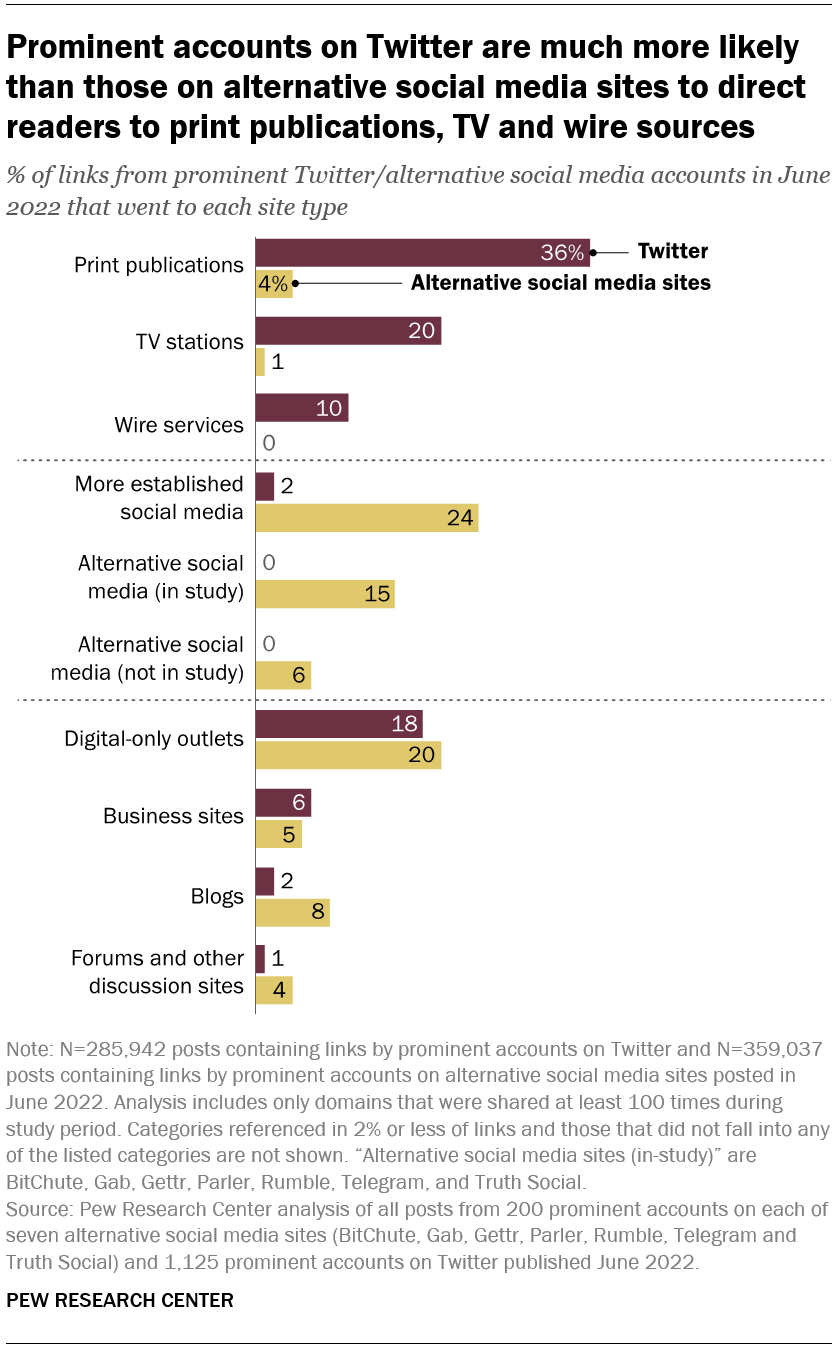 Prominent accounts on Twitter are much more likely
than those on alternative social media sites to direct
readers to print publications, TV and wire sources
% of links from prominent Twitter/alternative social media accounts in June
2022 that went to each site type
Print publications
36%
Twitter
4%
Alternative social media sites
TV stations
20
1
Wire services
10
0
More established
social media
2
24
Alternative social
media (in study)
0
15
Alternative social
media (not in study)
0
6
Digital-only outlets
18
20
Business sites
6
5
Blogs
2
8
Forums and other
discussion sites
1
4
Note: N=285,942 posts containing links by prominent accounts on Twitter and N=359,037
posts containing links by prominent accounts on alternative social media sites posted in
June 2022. Analysis includes only domains that were shared at least 100 times during
study period. Categories referenced in 2% or less of links and those that did not fall into any
of the listed categories are not shown. “Alternative social media sites (in-study)” are
BitChute, Gab, Gettr, Parler, Rumble, Telegram, and Truth Social.
Source: Pew Research Center analysis of all posts from 200 prominent accounts on each of
seven alternative social media sites (BitChute, Gab, Gettr, Parler, Rumble, Telegram and
Truth Social) and 1,125 prominent accounts on Twitter published June 2022.
PEW RESEARCH CENTER